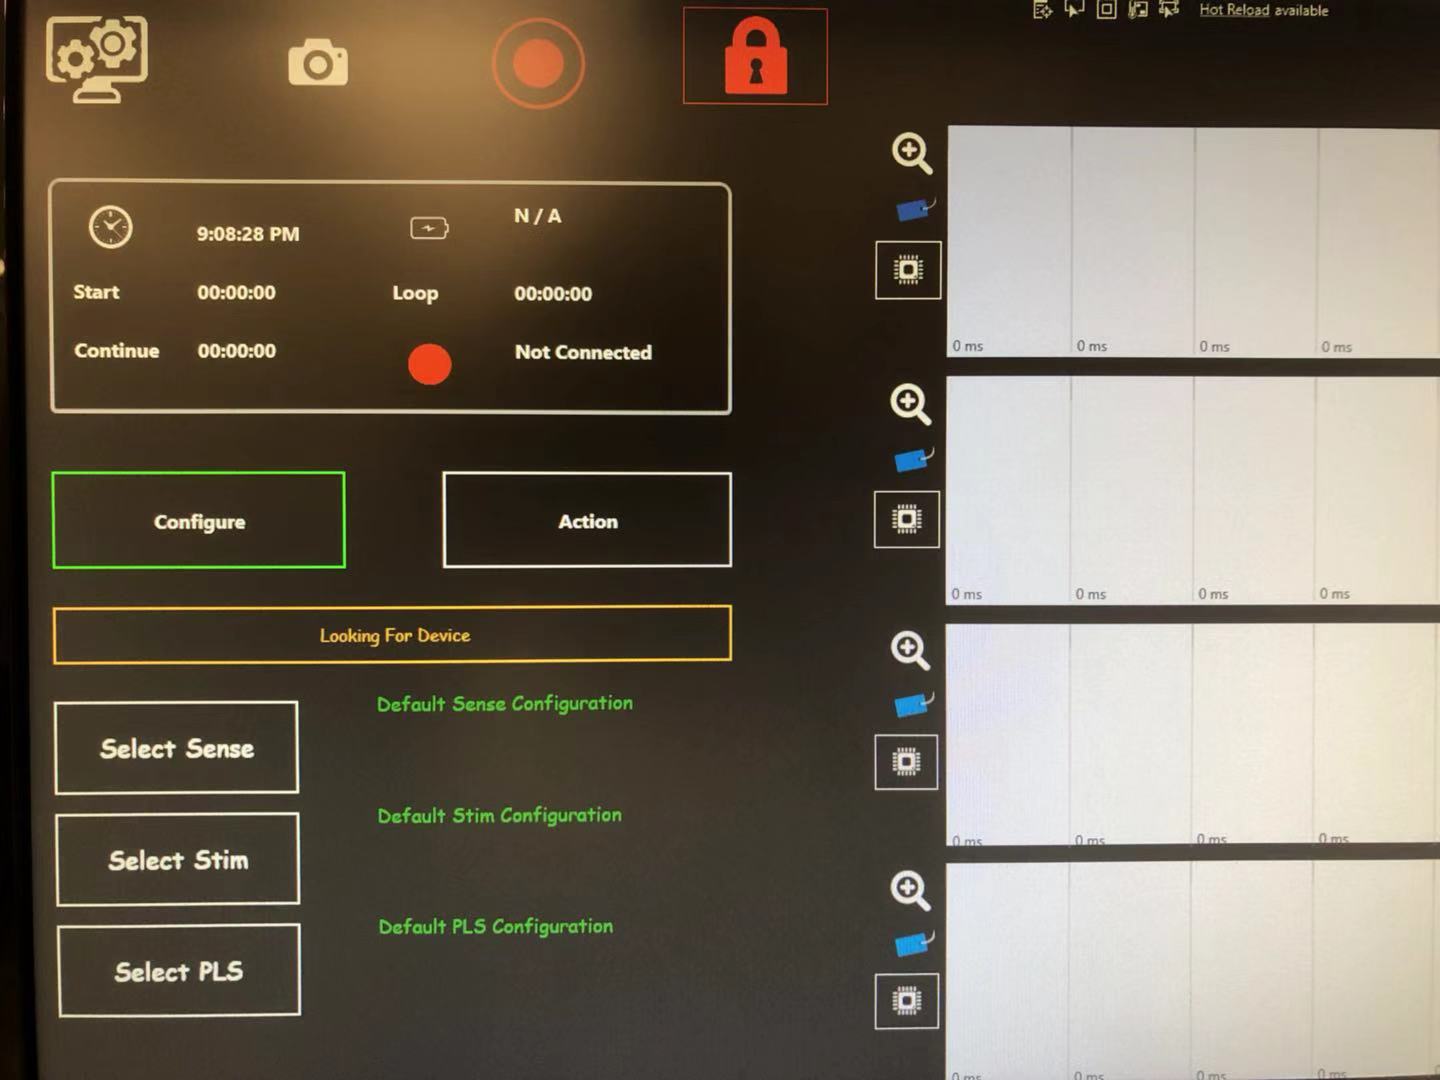 Hot Reload available
9:08:28 PM
N / A
Start 00:00:00 Loop 00:00:00
Continue 00:00:00 Not Connected
Configure
Action
Looking For Device
Select Sense
Default Sense Configuration
Select Stim
Default Stim Configuration
Select PLS
Default PLS Configuration
0 ms 0 ms 0 ms 0 ms
0 ms 0 ms 0 ms 0 ms
0 ms 0 ms 0 ms 0 ms
0 ms 0 ms 0 ms 0 ms